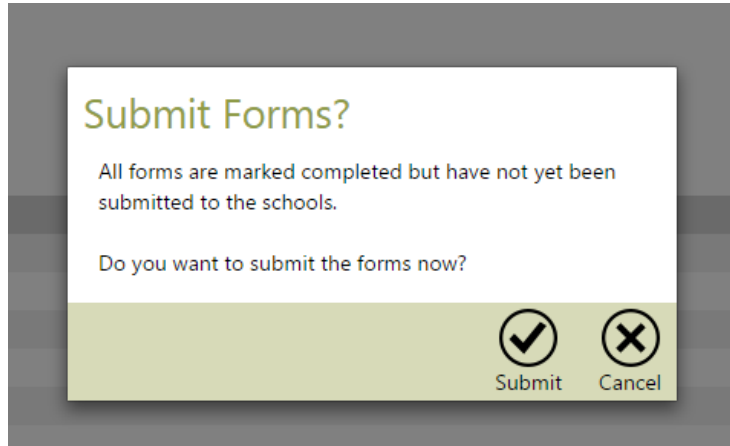 Submit Forms?
All forms are marked completed but have not yet been
submitted to the schools.
Do you want to submit the forms now?
Submit Cancel